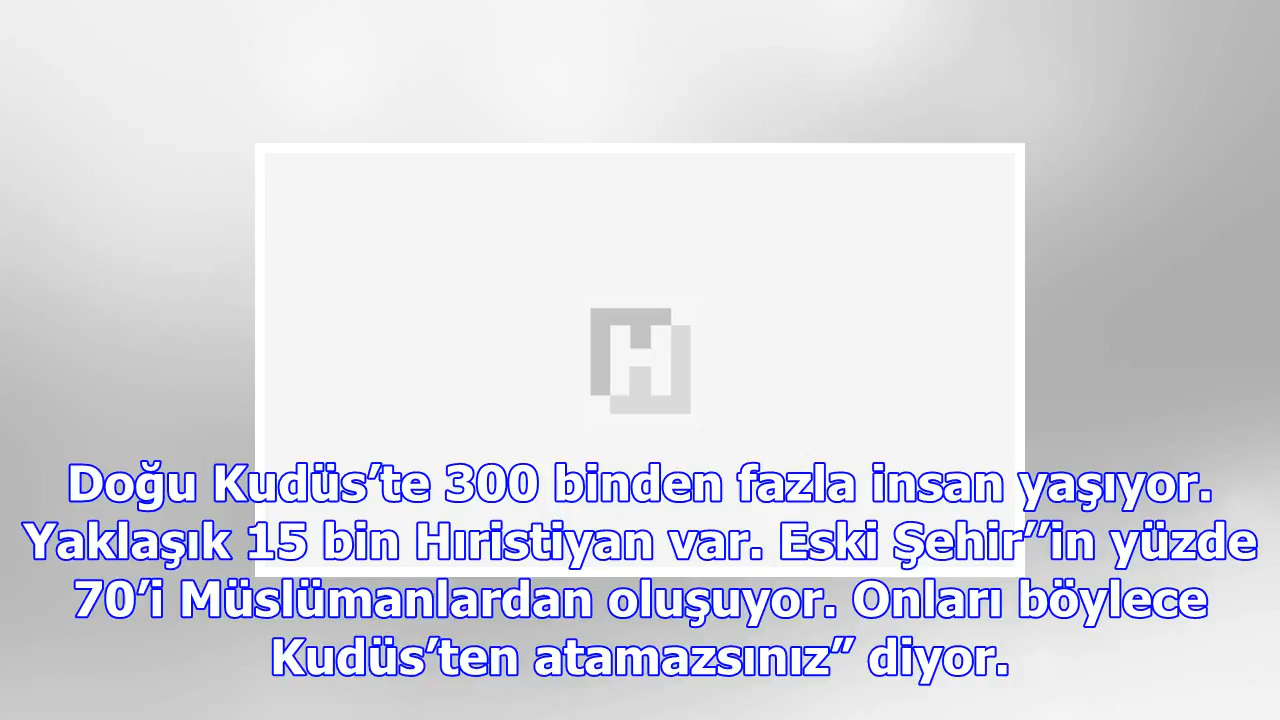 H
Doğu Kudüs’te 300 binden fazla insan yaşıyor.
Yaklaşık 15 bin Hıristiyan var. Eski Şehir’’in yüzde
70’i Müslümanlardan oluşuyor. Onları böylece
Kudüs’ten atamazsınız” diyor.